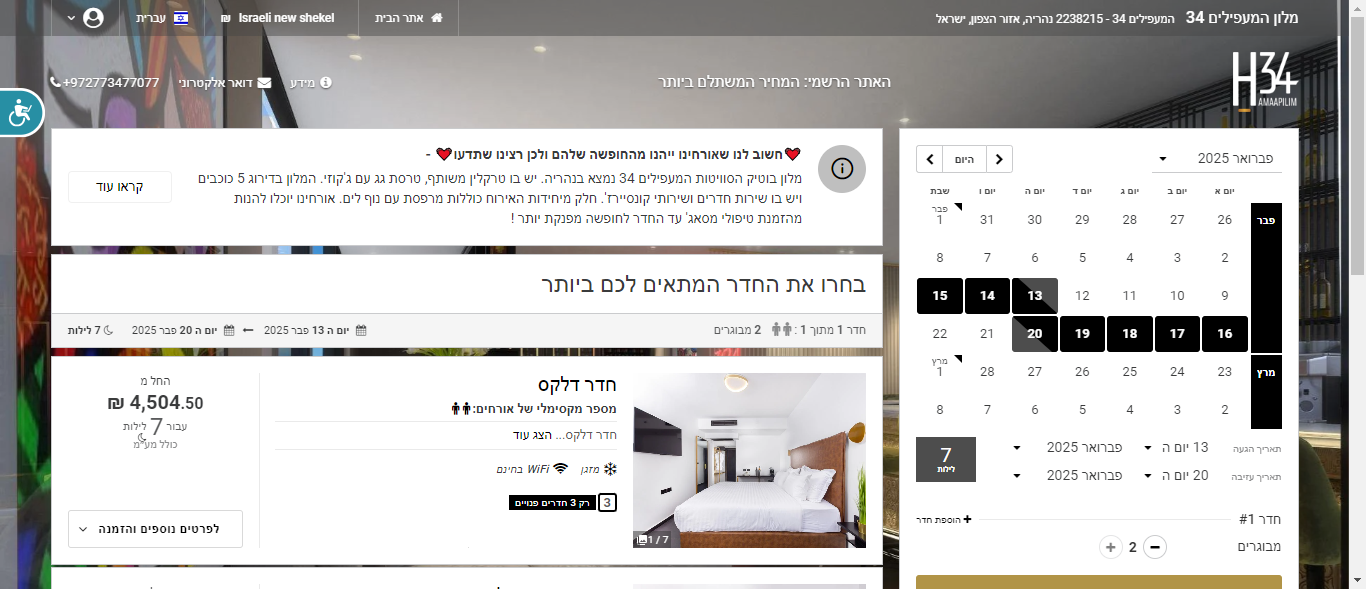 מלון המעפילים 34 המעפילים 34 - 2238215 נהריה, אזור הצפון, ישראל
אתר הבית
Israeli new shekel ₪
עברית
H34
AMAAPILIM
האתר הרשמי: המחיר המשתלם ביותר
מידע
דואר אלקטרוני
+972773477077
❤חשוב לנו שאורחינו ייהנו מהחופשה שלהם ולכן רצינו שתדעו❤ -
מלון בוטיק הסוויטות המעפילים 34 נמצא בנהריה. יש בו טרקלין משותף, טרסת גג עם ג'קוזי. המלון בדירוג 5 כוכבים
ויש בו שירות חדרים ושירותי קונסיירז'. חלק מיחידות האירוח כוללות מרפסת עם נוף לים. אורחינו יוכלו להנות
מהזמנת טיפולי מסאג' עד החדר לחופשה מפנקת יותר !
קראו עוד
בחרו את החדר המתאים לכם ביותר
חדר 1 מתוך 1 : 2 מבוגרים
יום ה 13 פבר 2025
יום ה 20 פבר 2025
7 לילות
חדר דלקס
מספר מקסימלי של אורחים:
חדר דלקס... הצג עוד
מזגן
WiFi בחינם
3
רק 3 חדרים פנויים
1 / 7
החל מ
₪ 4,504.50
עבור 7 לילות
כולל מע"מ
לפרטים נוספים והזמנה
פברואר 2025
היום
יום א יום ב יום ג יום ד יום ה יום ו שבת
פבר
26 27 28 29 30 31 פבר 1
2 3 4 5 6 7 8
9 10 11 12 13 14 15
16 17 18 19 20 21 22
מרץ
23 24 25 26 27 28 מרץ 1
2 3 4 5 6 7 8
תאריך הגעה 13 יום ה פברואר 2025
תאריך עזיבה 20 יום ה פברואר 2025
7
לילות
חדר #1
הוספת חדר
מבוגרים
2